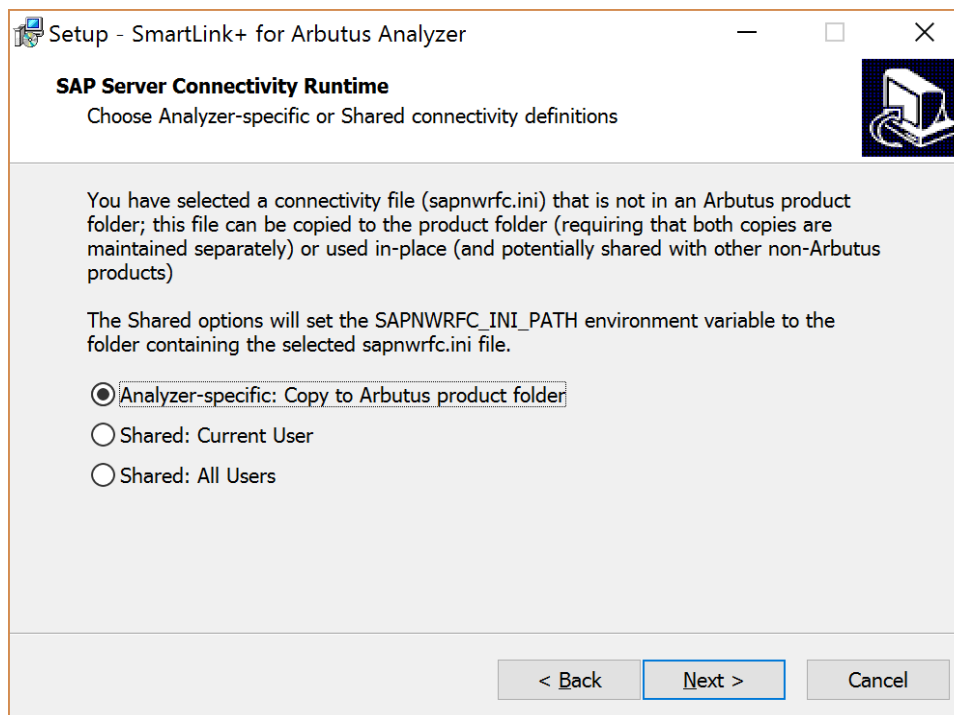 Setup - SmartLink+ for Arbutus Analyzer
SAP Server Connectivity Runtime
Choose Analyzer-specific or Shared connectivity definitions
You have selected a connectivity file (sapnwrfc.ini) that is not in an Arbutus product
folder; this file can be copied to the product folder (requiring that both copies are
maintained separately) or used in-place (and potentially shared with other non-Arbutus
products)
The Shared options will set the SAPNWRFC_INI_PATH environment variable to the
folder containing the selected sapnwrfc.ini file.
Analyzer-specific: Copy to Arbutus product folder
Shared: Current User
Shared: All Users
< Back
Next >
Cancel